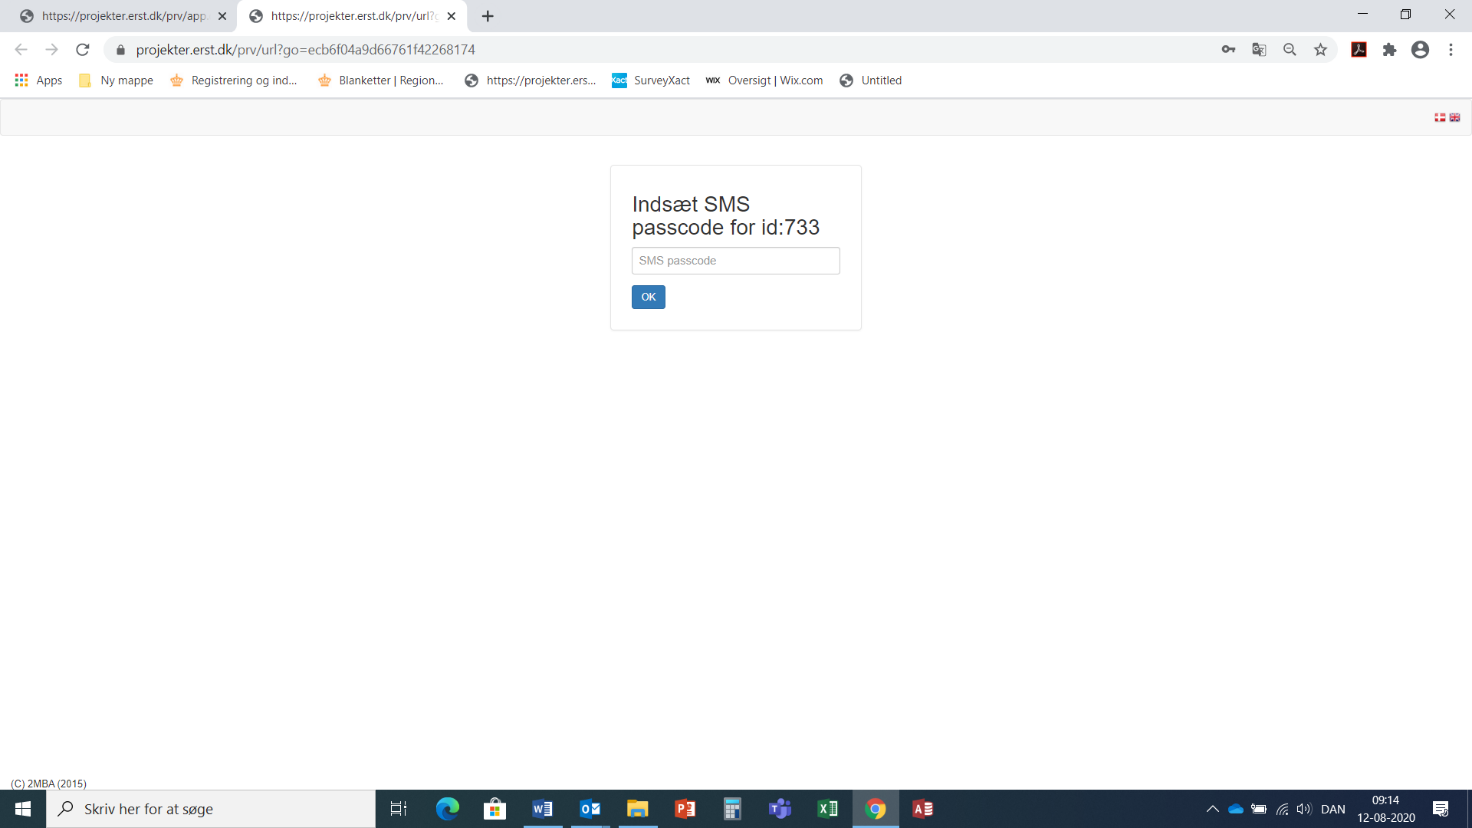 https://projekter.erst.dk/prv/app
https://projekter.erst.dk/prv/url?g
projekter.erst.dk/prv/url?go=ecb6f04a9d66761f42268174
Apps
Ny mappe
Registrering og ind...
Blanketter | Region...
https://projekter.ers...
Xact
SurveyXact
WIX
Oversigt | Wix.com
Untitled
Indsæt SMS
passcode for id:733
SMS passcode
OK
(C) 2MBA (2015)
Skriv her for at søge
DAN
09:14
12-08-2020